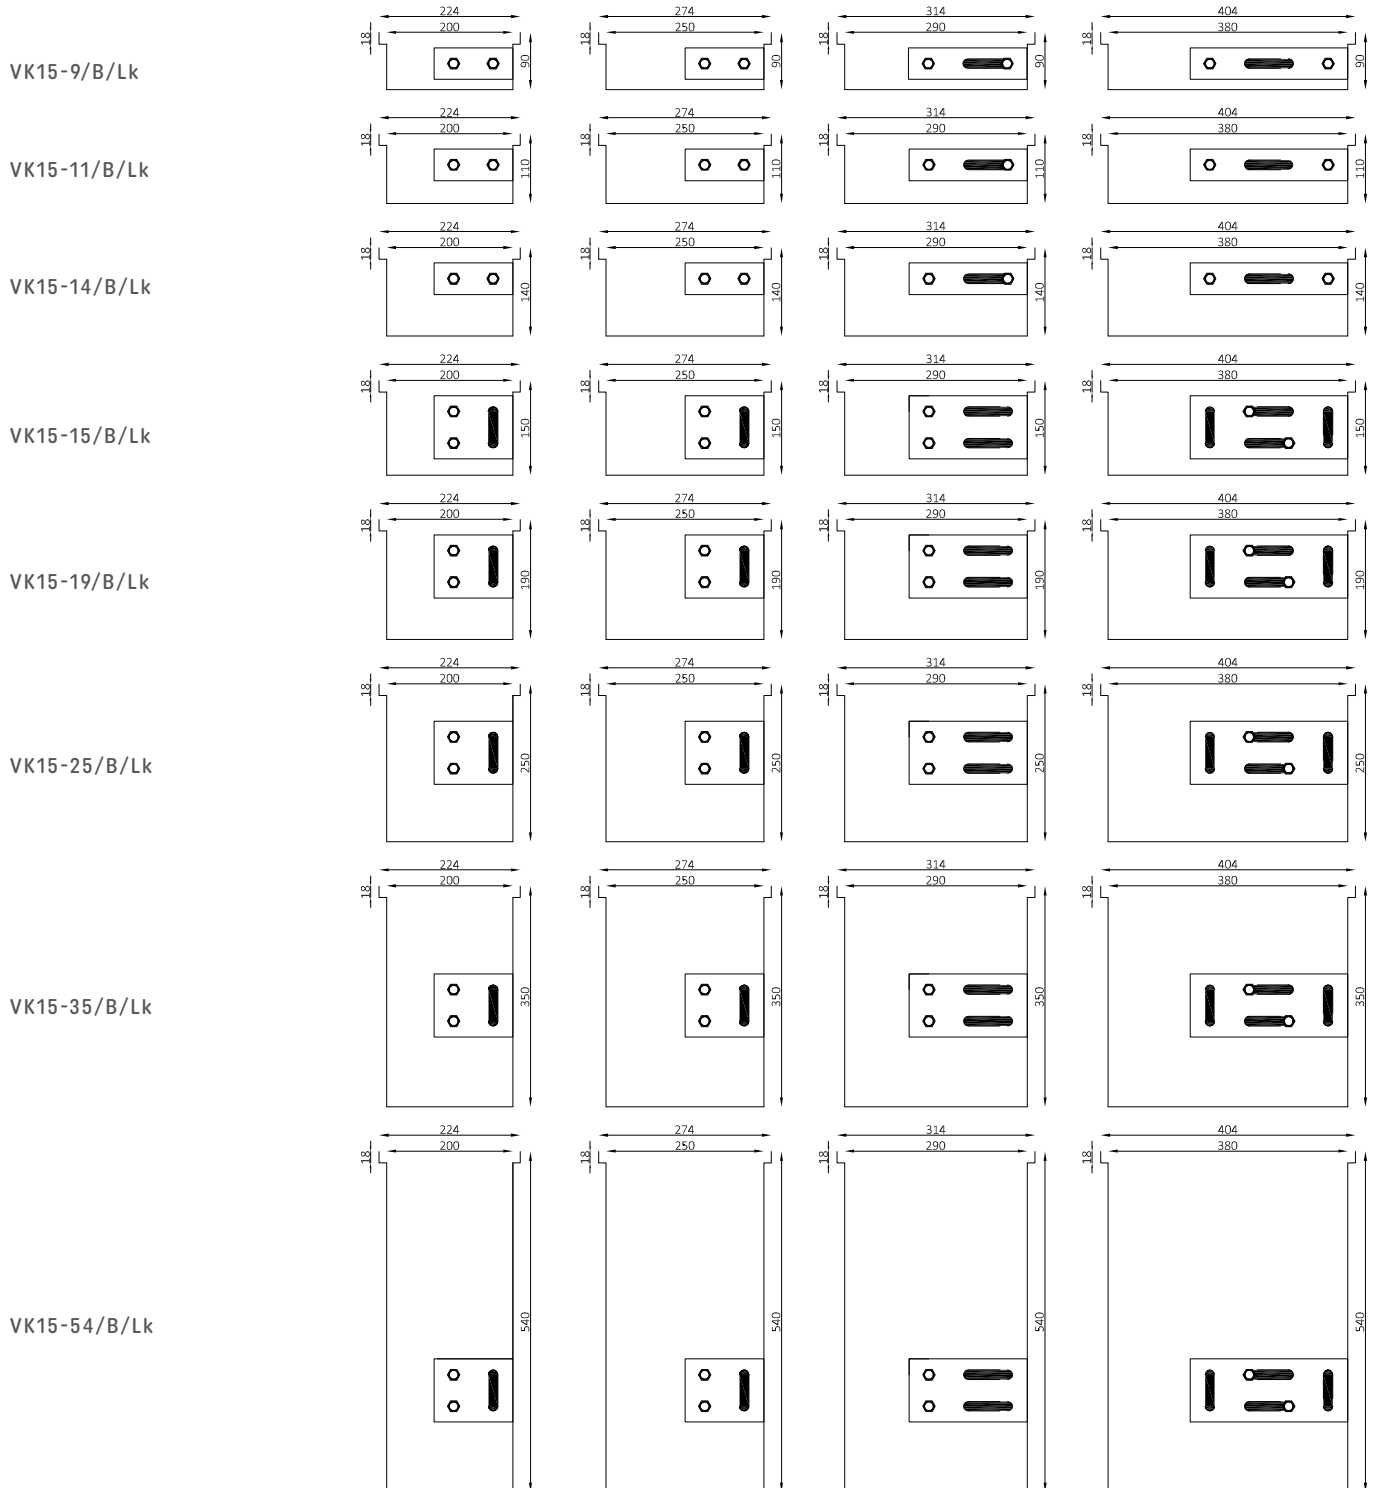 224 274 314 404
200 250 290 380
18 18 18 18
VK15-9/B/Lk 90 90 90 90
224 274 314 404
200 250 290 380
18 18 18 18
VK15-11/B/Lk 110 110 110 110
224 274 314 404
200 250 290 380
18 18 18 18
VK15-14/B/Lk 140 140 140 140
224 274 314 404
200 250 290 380
18 18 18 18
VK15-15/B/Lk 150 150 150 150
224 274 314 404
200 250 290 380
18 18 18 18
VK15-19/B/Lk 190 190 190 190
224 274 314 404
200 250 290 380
18 18 18 18
VK15-25/B/Lk 250 250 250 250
224 274 314 404
200 250 290 380
18 18 18 18
VK15-35/B/Lk 350 350 350 350
224 274 314 404
200 250 290 380
18 18 18 18
VK15-54/B/Lk 540 540 540 540